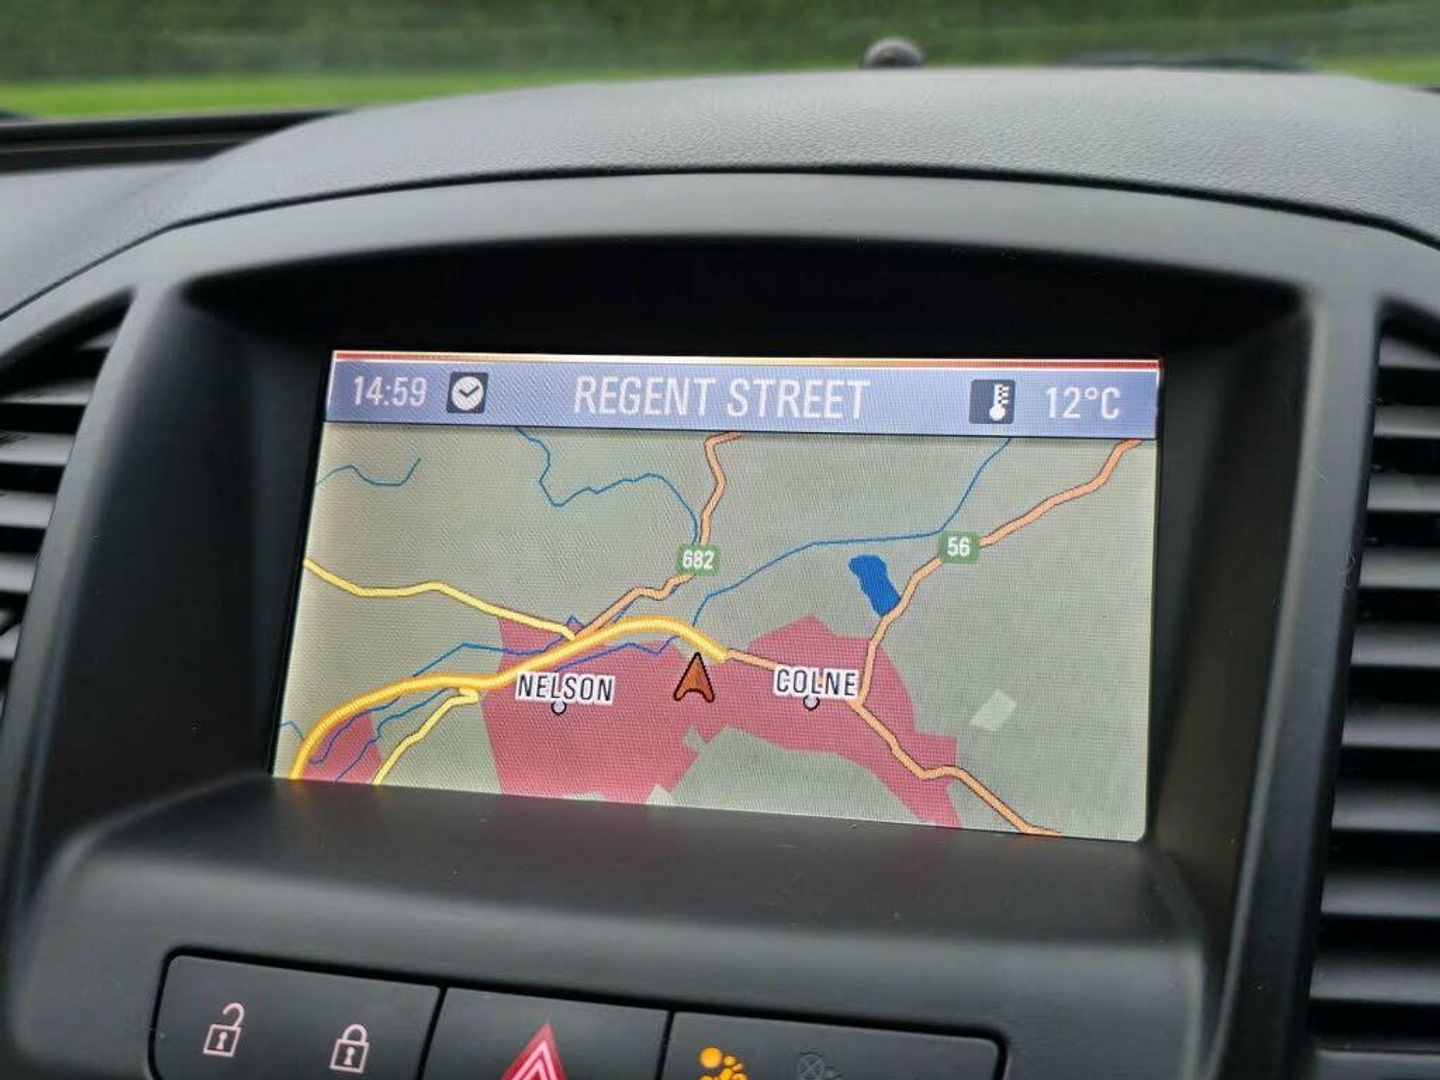 14:59 REGENT STREET 12°C
682
56
NELSON
COLNE